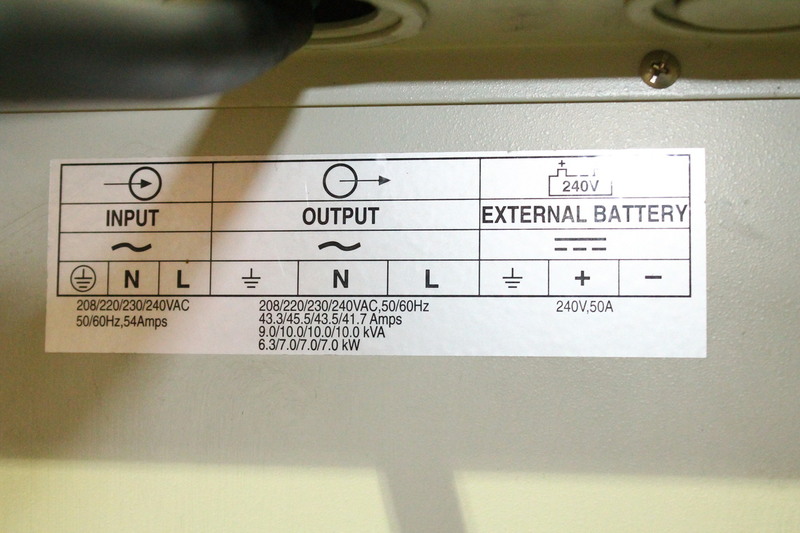 240V
INPUT
OUTPUT
EXTERNAL BATTERY
N L
N L
+ −
208/220/230/240VAC
50/60Hz,54Amps
208/220/230/240VAC,50/60Hz
43.3/45.5/43.5/41.7 Amps
9.0/10.0/10.0/10.0 kVA
6.3/7.0/7.0/7.0 kW
240V,50A